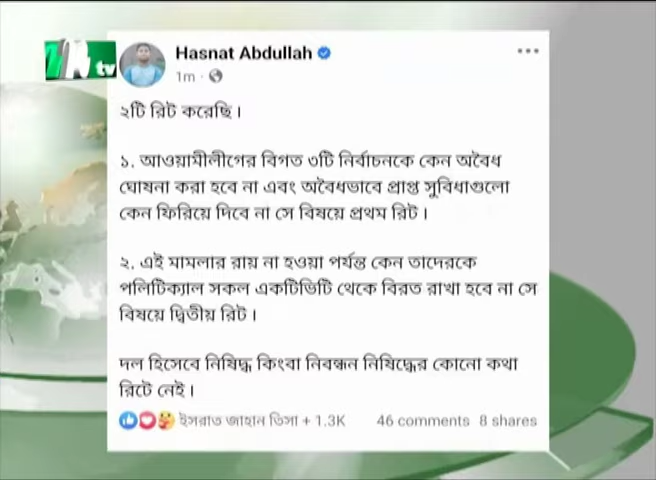 NTV
Hasnat Abdullah
1m ·
২টি রিট করেছি।
১. আওয়ামীলীগের বিগত ৩টি নির্বাচনকে কেন অবৈধ
ঘোষনা করা হবে না এবং অবৈধভাবে প্রাপ্ত সুবিধাগুলো
কেন ফিরিয়ে দিবে না সে বিষয়ে প্রথম রিট।
২. এই মামলার রায় না হওয়া পর্যন্ত কেন তাদেরকে
পলিটিক্যাল সকল একটিভিটি থেকে বিরত রাখা হবে না সে
বিষয়ে দ্বিতীয় রিট।
দল হিসেবে নিষিদ্ধ কিংবা নিবন্ধন নিষিদ্ধের কোনো কথা
রিটে নেই।
ইসরাত জাহান ডিসা + 1.3K 46 comments 8 shares